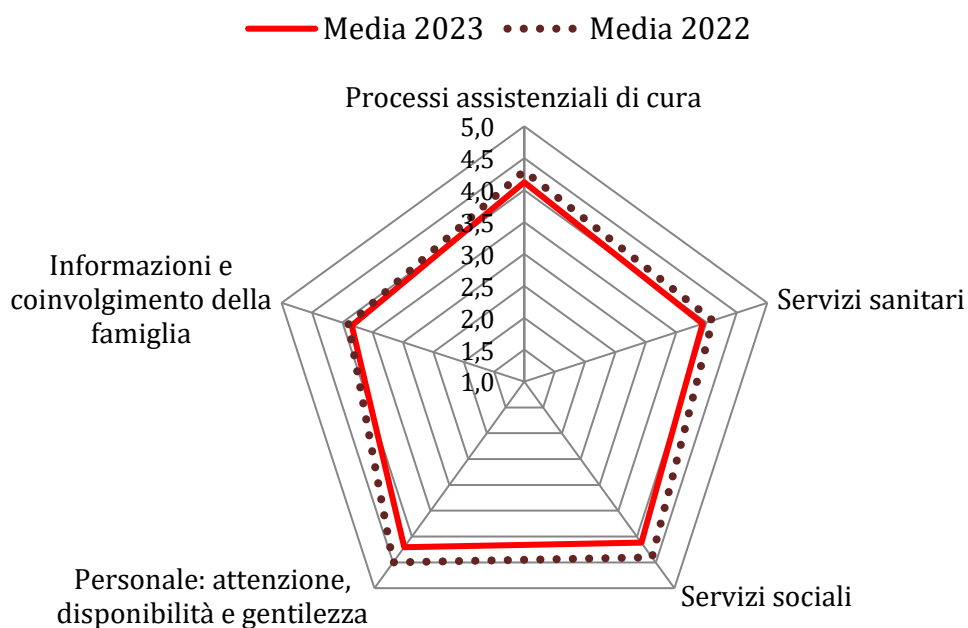 Media 2023
Media 2022
Processi assistenziali di cura
5,0
4,5
4,0
3,5
3,0
2,5
2,0
1,5
1,0
Informazioni e
coinvolgimento della
famiglia
Servizi sanitari
Personale: attenzione,
disponibilità e gentilezza
Servizi sociali